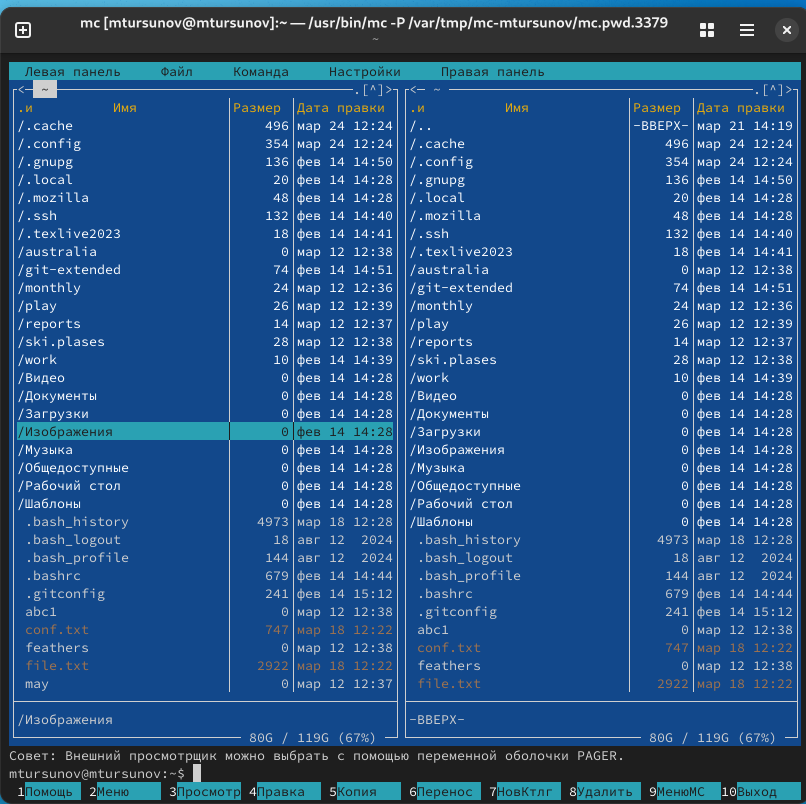 mc [mtursunov@mtursunov]:~ — /usr/bin/mc -P /var/tmp/mc-mtursunov/mc.pwd.3379
~
Левая панель Файл Команда Настройки Правая панель
<─ ~ .[^]> <─ ~ .[^]>
.и Имя Размер Дата правки .и Имя Размер Дата правки
/.cache 496 мар 24 12:24 /.. -ВВЕРХ- мар 21 14:19
/.config 354 мар 24 12:24 /.cache 496 мар 24 12:24
/.gnupg 136 фев 14 14:50 /.config 354 мар 24 12:24
/.local 20 фев 14 14:28 /.gnupg 136 фев 14 14:50
/.mozilla 48 фев 14 14:28 /.local 20 фев 14 14:28
/.ssh 132 фев 14 14:40 /.mozilla 48 фев 14 14:28
/.texlive2023 18 фев 14 14:41 /.ssh 132 фев 14 14:40
/australia 0 мар 12 12:38 /.texlive2023 18 фев 14 14:41
/git-extended 74 фев 14 14:51 /australia 0 мар 12 12:38
/monthly 24 мар 12 12:36 /git-extended 74 фев 14 14:51
/play 26 мар 12 12:39 /monthly 24 мар 12 12:36
/reports 14 мар 12 12:37 /play 26 мар 12 12:39
/ski.plases 28 мар 12 12:38 /reports 14 мар 12 12:37
/work 10 фев 14 14:39 /ski.plases 28 мар 12 12:38
/Видео 0 фев 14 14:28 /work 10 фев 14 14:39
/Документы 0 фев 14 14:28 /Видео 0 фев 14 14:28
/Загрузки 0 фев 14 14:28 /Документы 0 фев 14 14:28
/Изображения 0 фев 14 14:28 /Загрузки 0 фев 14 14:28
/Музыка 0 фев 14 14:28 /Изображения 0 фев 14 14:28
/Общедоступные 0 фев 14 14:28 /Музыка 0 фев 14 14:28
/Рабочий стол 0 фев 14 14:28 /Общедоступные 0 фев 14 14:28
/Шаблоны 0 фев 14 14:28 /Рабочий стол 0 фев 14 14:28
.bash_history 4973 мар 18 12:28 /Шаблоны 0 фев 14 14:28
.bash_logout 18 авг 12 2024 .bash_history 4973 мар 18 12:28
.bash_profile 144 авг 12 2024 .bash_logout 18 авг 12 2024
.bashrc 679 фев 14 14:44 .bash_profile 144 авг 12 2024
.gitconfig 241 фев 14 15:12 .bashrc 679 фев 14 14:44
abc1 0 мар 12 12:38 .gitconfig 241 фев 14 15:12
conf.txt 747 мар 18 12:22 abc1 0 мар 12 12:38
feathers 0 мар 12 12:38 conf.txt 747 мар 18 12:22
file.txt 2922 мар 18 12:22 feathers 0 мар 12 12:38
may 0 мар 12 12:37 file.txt 2922 мар 18 12:22
/Изображения -ВВЕРХ-
80G / 119G (67%) 80G / 119G (67%)
Совет: Внешний просмотрщик можно выбрать с помощью переменной оболочки PAGER.
mtursunov@mtursunov:~$
1Помощь 2Меню 3Просмотр 4Правка 5Копия 6Перенос 7НовКтлг 8Удалить 9МенюМС 10Выход